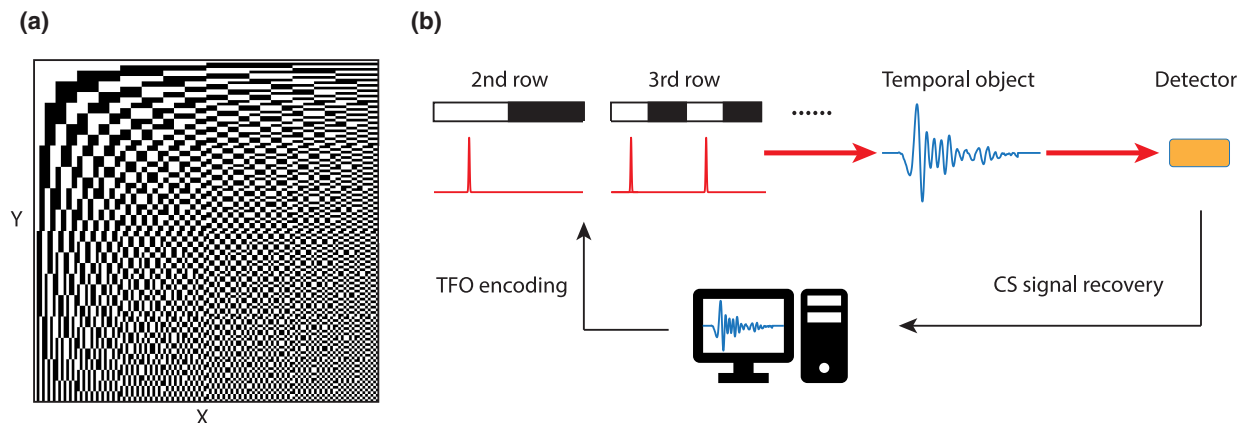 (a)
Y
X
(b)
2nd row
3rd row
......
Temporal object
Detector
TFO encoding
CS signal recovery